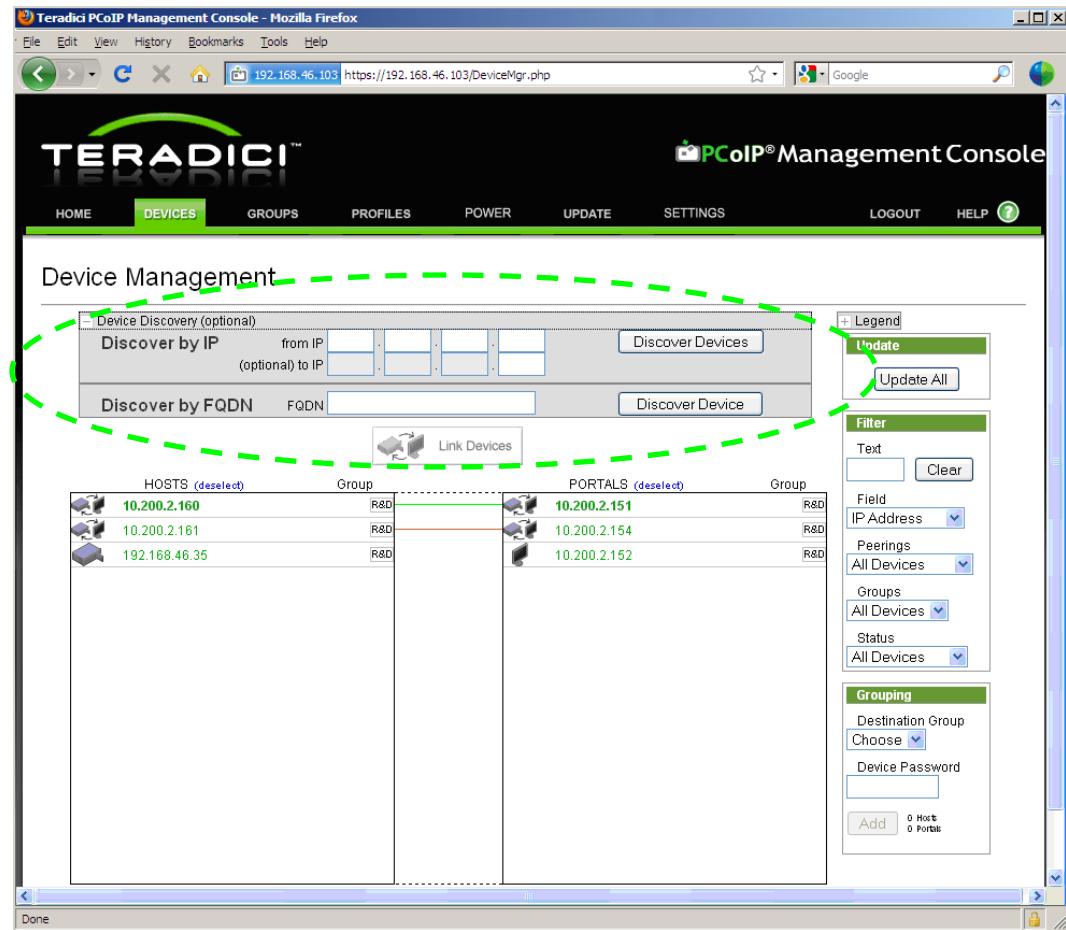 Teradici PCoIP Management Console - Mozilla Firefox
File Edit View History Bookmarks Tools Help
192.168.46.103 https://192.168.46.103/DeviceMgr.php Google
TERADICI™
PCoIP® Management Console
HOME DEVICES GROUPS PROFILES POWER UPDATE SETTINGS LOGOUT HELP ?
Device Management
− Device Discovery (optional)
Discover by IP from IP . . . Discover Devices
(optional) to IP . . .
Discover by FQDN FQDN Discover Device
Link Devices
HOSTS (deselect) Group PORTALS (deselect) Group
10.200.2.160 R&D 10.200.2.151 R&D
10.200.2.161 R&D 10.200.2.154 R&D
192.168.46.35 R&D 10.200.2.152 R&D
+ Legend
Update
Update All
Filter
Text
Clear
Field
IP Address
Peerings
All Devices
Groups
All Devices
Status
All Devices
Grouping
Destination Group
Choose
Device Password
Add 0 Hosts
0 Portals
Done